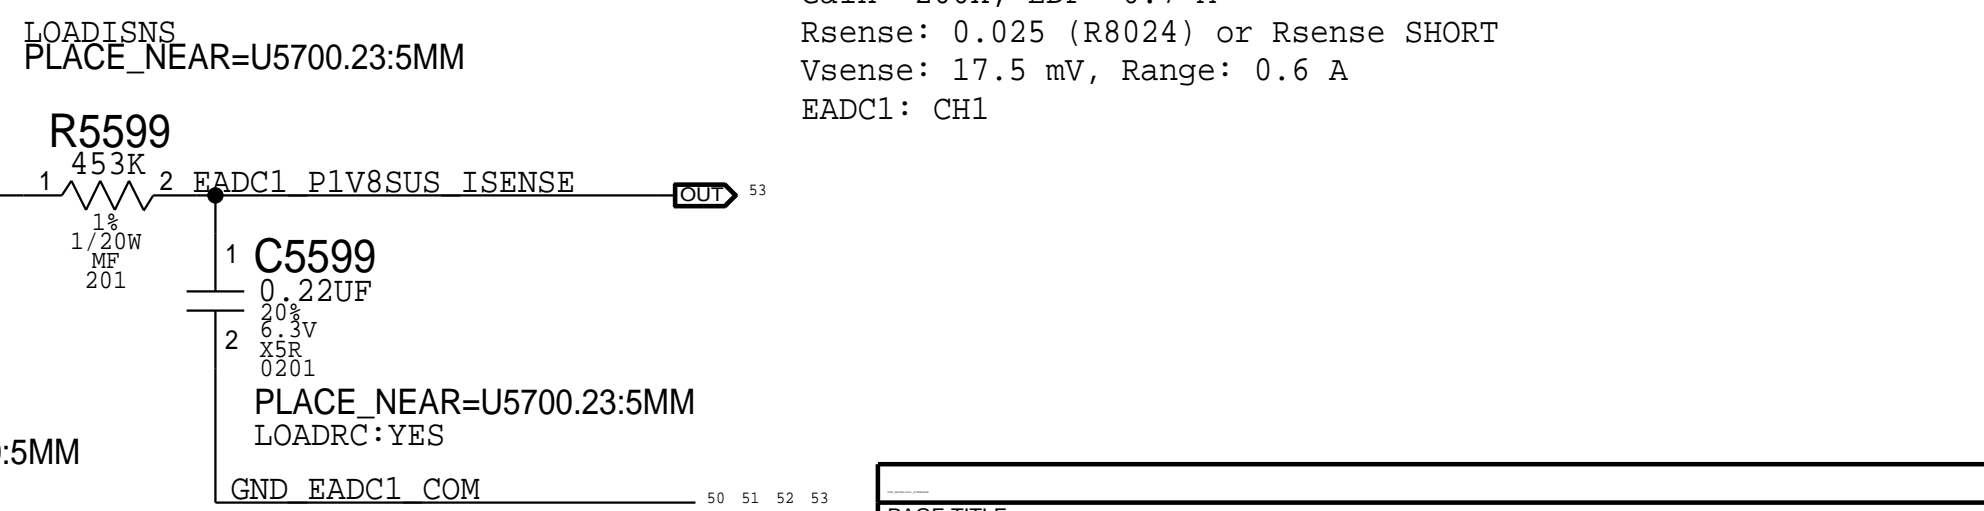 LOADISNS
PLACE_NEAR=U5700.23:5MM
Rsense: 0.025 (R8024) or Rsense SHORT
Vsense: 17.5 mV, Range: 0.6 A
EADC1: CH1
R5599
453K
1 2 EADC1_P1V8SUS_ISENSE OUT 53
1%
1/20W
MF
201
1 C5599
0.22UF
20%
6.3V
2 X5R
0201
PLACE_NEAR=U5700.23:5MM
LOADRC:YES
:5MM
GND_EADC1_COM 50 51 52 53
PAGE TITLE